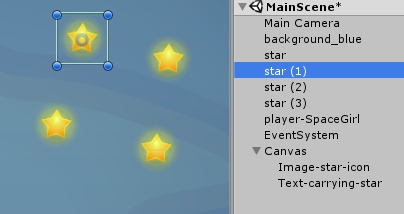 MainScene*
Main Camera
background_blue
star
star (1)
star (2)
star (3)
player-SpaceGirl
EventSystem
Canvas
Image-star-icon
Text-carrying-star